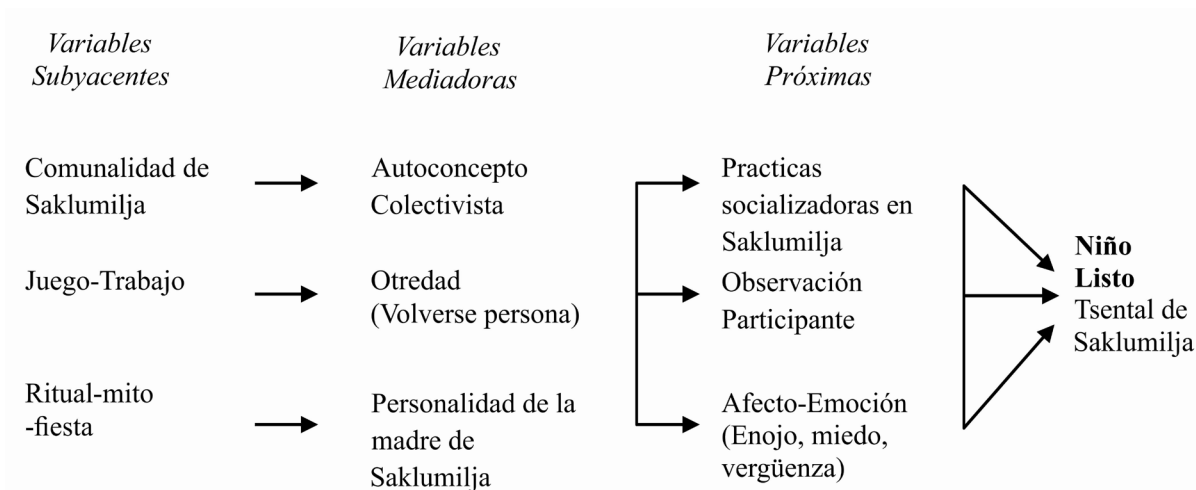 Variables
Subyacentes
Variables
Mediadoras
Variables
Próximas
Comunalidad de
Saklumilja
Autoconcepto
Colectivista
Practicas
socializadoras en
Saklumilja
Juego-Trabajo
Otredad
(Volverse persona)
Observación
Participante
Ritual-mito
-fiesta
Personalidad de la
madre de
Saklumilja
Afecto-Emoción
(Enojo, miedo,
vergüenza)
Niño
Listo
Tsental de
Saklumilja